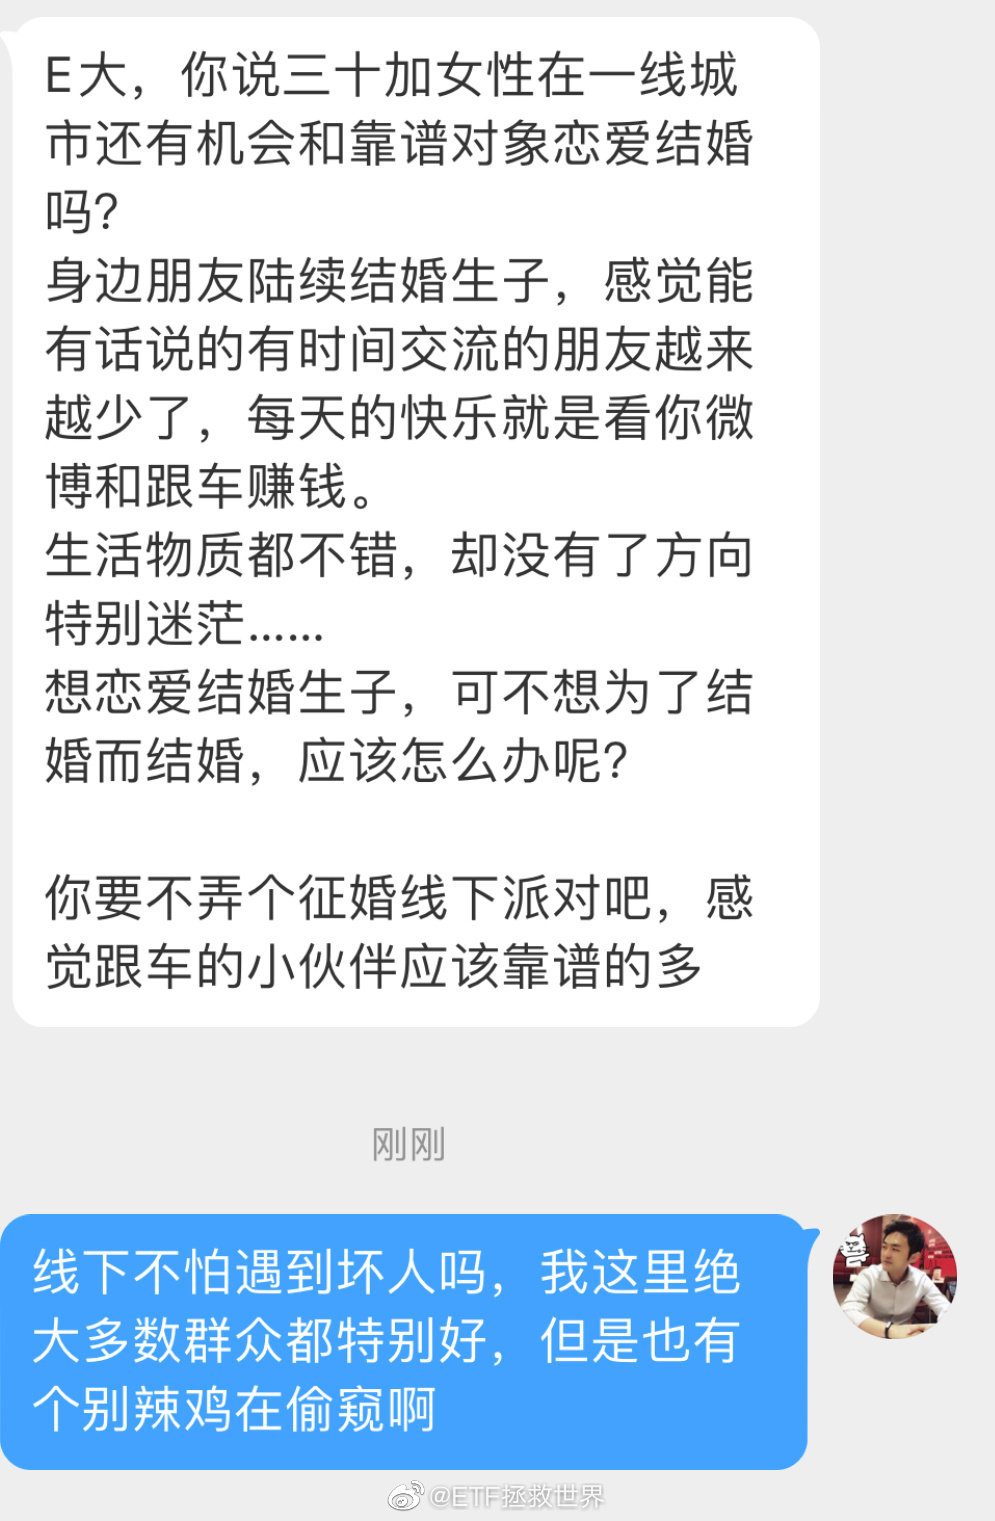 E大，你说三十加女性在一线城
市还有机会和靠谱对象恋爱结婚
吗？
身边朋友陆续结婚生子，感觉能
有话说的有时间交流的朋友越来
越少了，每天的快乐就是看你微
博和跟车赚钱。
生活物质都不错，却没有了方向
特别迷茫……
想恋爱结婚生子，可不想为了结
婚而结婚，应该怎么办呢？
你要不弄个征婚线下派对吧，感
觉跟车的小伙伴应该靠谱的多
刚刚
线下不怕遇到坏人吗，我这里绝
大多数群众都特别好，但是也有
个别辣鸡在偷窥啊
@ETF拯救世界